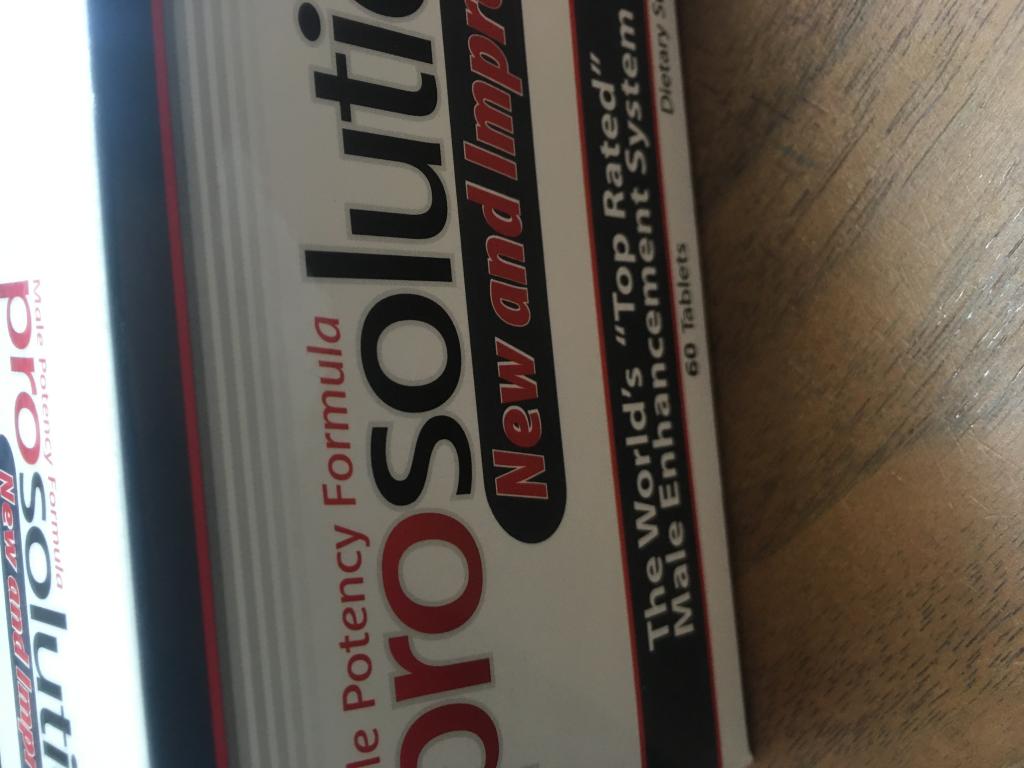 le Potency Formula
prosoluti
New and Impro
The World's "Top Rated"
Male Enhancement System
60 Tablets
Dietary S
Male Potency Formula
prosoluti
New and Impr